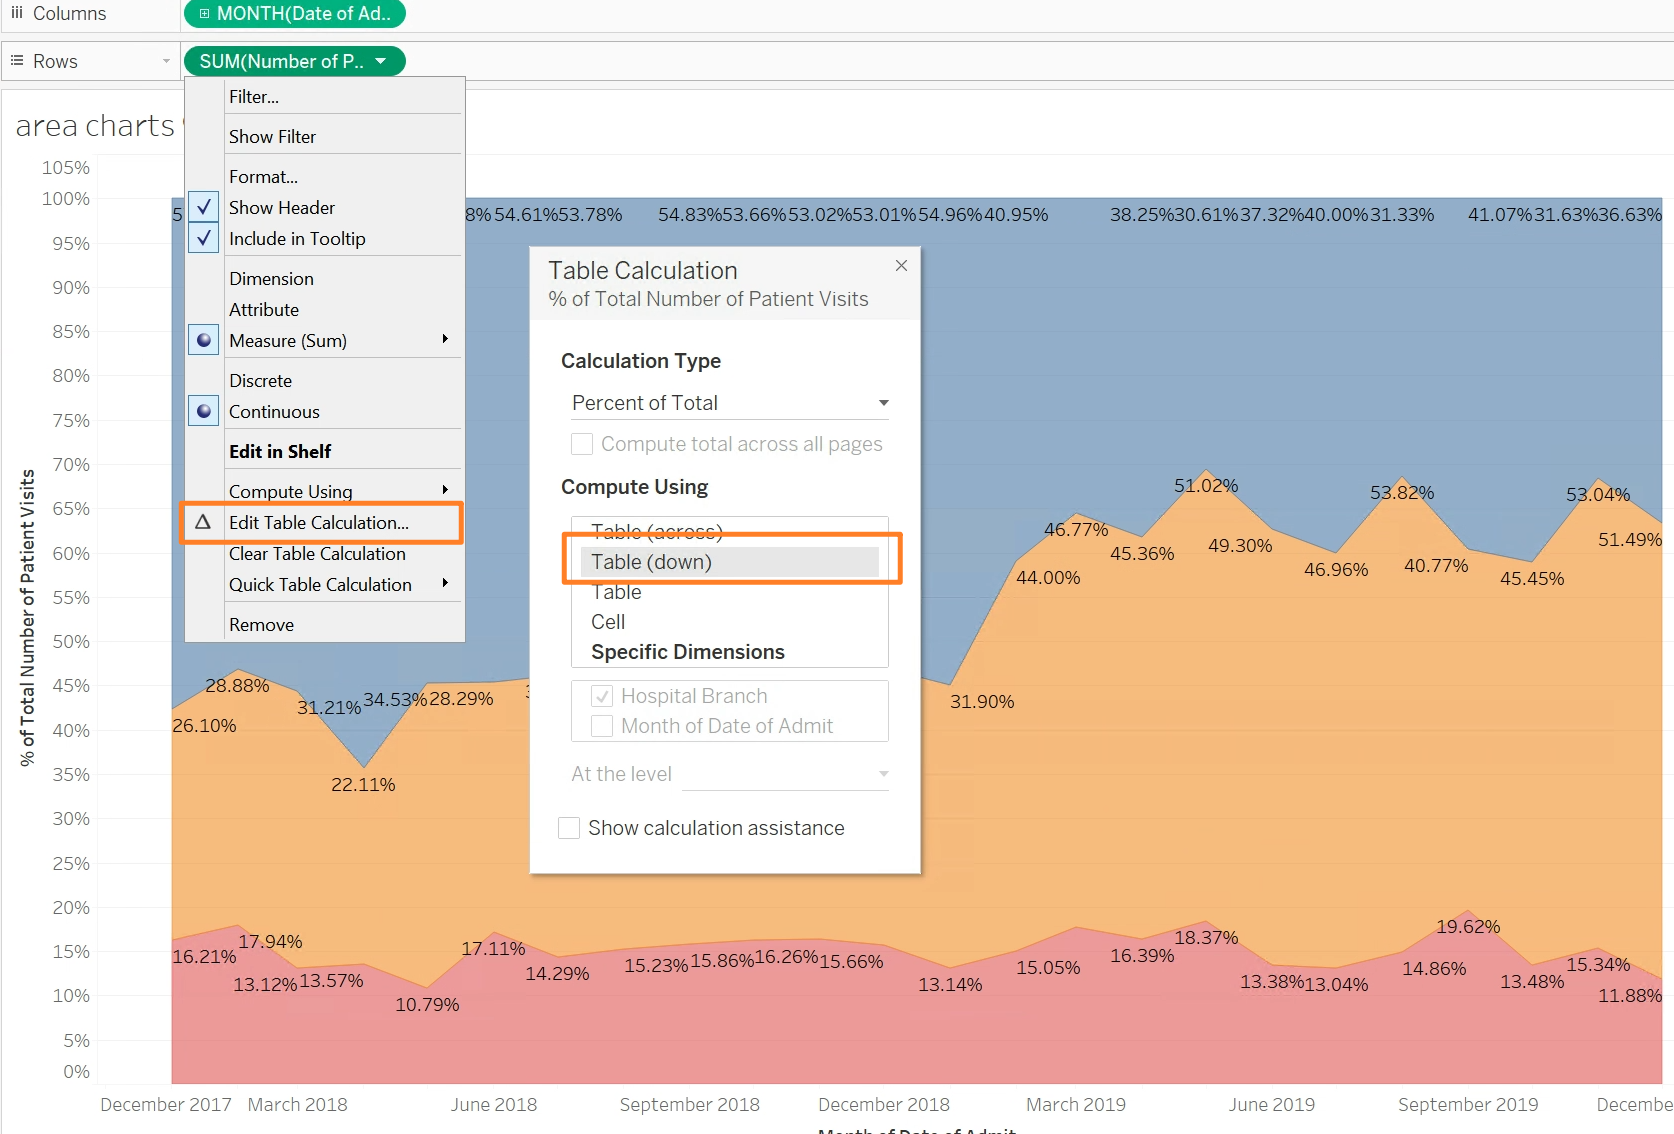 Columns
MONTH(Date of Ad..
Rows
SUM(Number of P..
Filter...
Show Filter
Format...
Show Header
Include in Tooltip
Dimension
Attribute
Measure (Sum)
Discrete
Continuous
Edit in Shelf
Compute Using
Edit Table Calculation...
Clear Table Calculation
Quick Table Calculation
Remove
area charts
Table Calculation
% of Total Number of Patient Visits
Calculation Type
Percent of Total
Compute total across all pages
Compute Using
Table (across)
Table (down)
Table
Cell
Specific Dimensions
Hospital Branch
Month of Date of Admit
At the level
Show calculation assistance
% of Total Number of Patient Visits
105%
100%
95%
90%
85%
80%
75%
70%
65%
60%
55%
50%
45%
40%
35%
30%
25%
20%
15%
10%
5%
0%
8% 54.61% 53.78% 54.83% 53.66% 53.02% 53.01% 54.96% 40.95% 38.25% 30.61% 37.32% 40.00% 31.33% 41.07% 31.63% 36.63%
26.10% 28.88% 31.21% 22.11% 34.53% 28.29% 31.90% 44.00% 46.77% 45.36% 51.02% 49.30% 46.96% 53.82% 40.77% 45.45% 53.04% 51.49%
16.21% 17.94% 13.12% 13.57% 10.79% 17.11% 14.29% 15.23% 15.86% 16.26% 15.66% 13.14% 15.05% 16.39% 18.37% 13.38% 13.04% 14.86% 19.62% 13.48% 15.34% 11.88%
December 2017 March 2018 June 2018 September 2018 December 2018 March 2019 June 2019 September 2019 Decembe
Month of Date of Admit